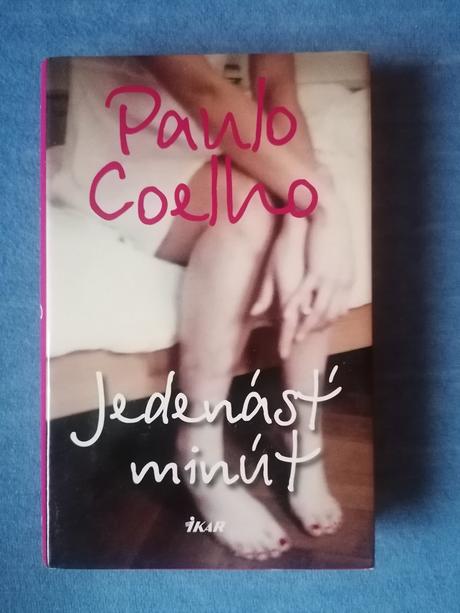 Paulo
Coelho
Jedenásť
minút
IKAR